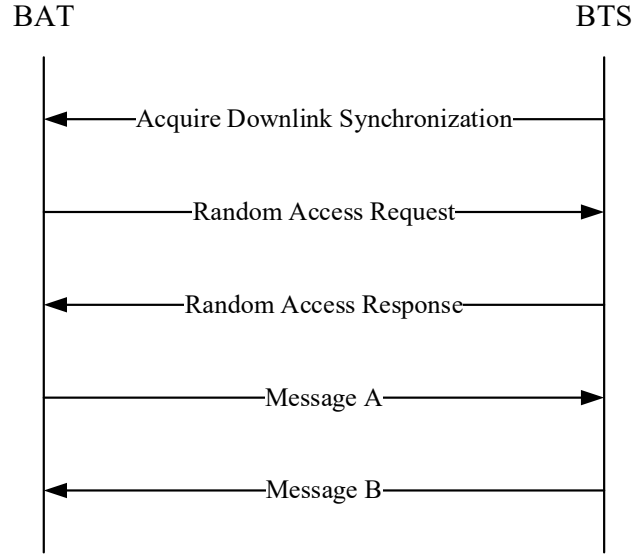 BAT BTS
Acquire Downlink Synchronization
Random Access Request
Random Access Response
Message A
Message B